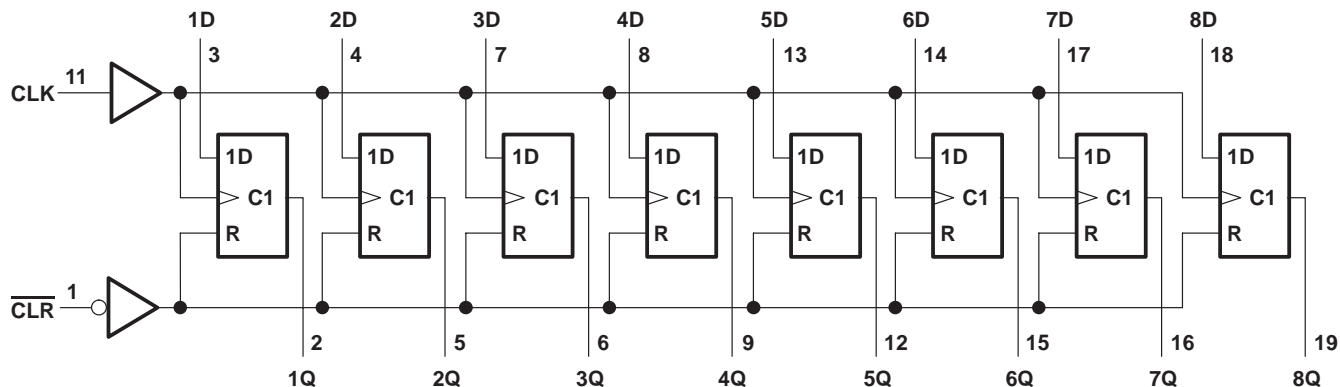 1D 2D 3D 4D 5D 6D 7D 8D
3 4 7 8 13 14 17 18
CLK 11
1D 1D 1D 1D 1D 1D 1D 1D
C1 C1 C1 C1 C1 C1 C1 C1
R R R R R R R R
CLR 1
2 5 6 9 12 15 16 19
1Q 2Q 3Q 4Q 5Q 6Q 7Q 8Q